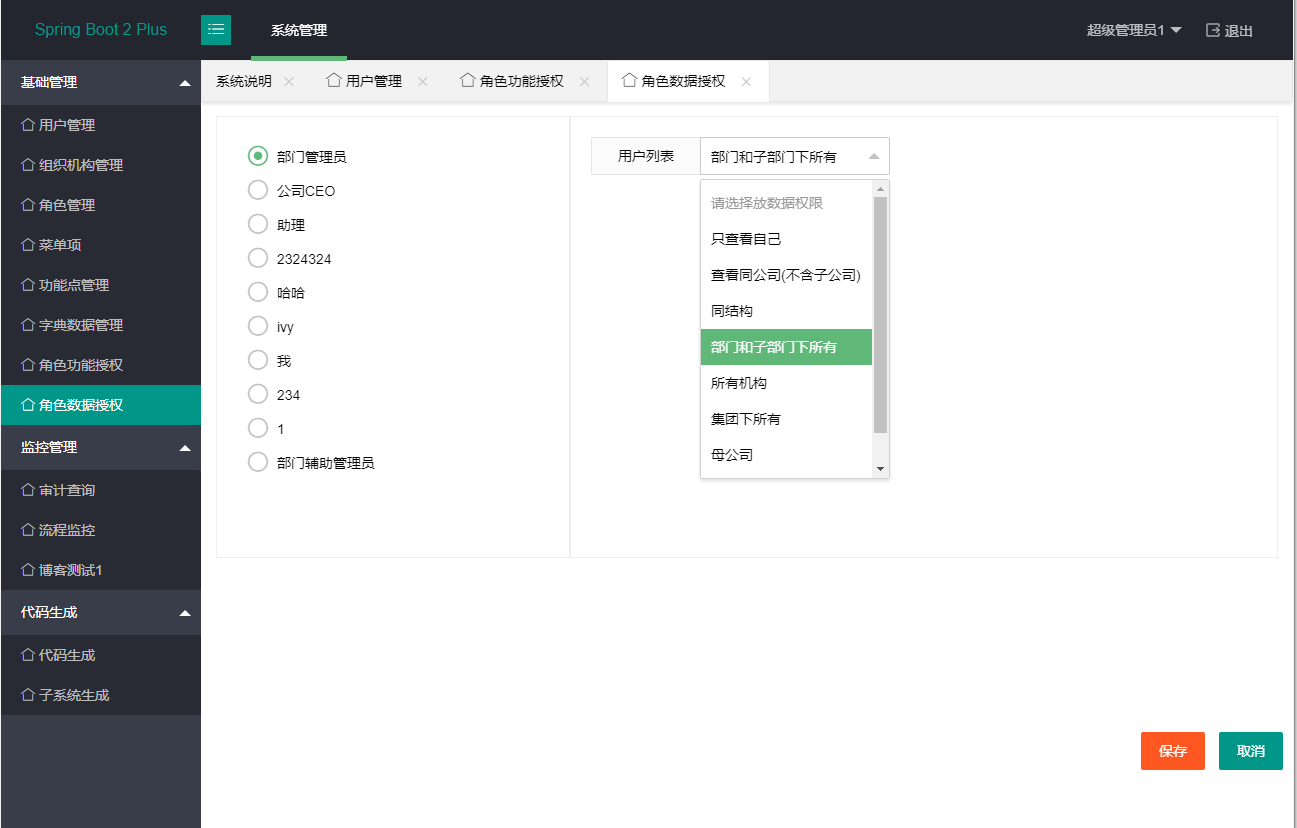 Spring Boot 2 Plus
系统管理
超级管理员1
退出
基础管理
用户管理
组织机构管理
角色管理
菜单项
功能点管理
字典数据管理
角色功能授权
角色数据授权
监控管理
审计查询
流程监控
博客测试1
代码生成
代码生成
子系统生成
系统说明
用户管理
角色功能授权
角色数据授权
部门管理员
公司CEO
助理
2324324
哈哈
ivy
我
234
1
部门辅助管理员
用户列表
部门和子部门下所有
请选择放数据权限
只查看自己
查看同公司(不含子公司)
同结构
部门和子部门下所有
所有机构
集团下所有
母公司
保存
取消